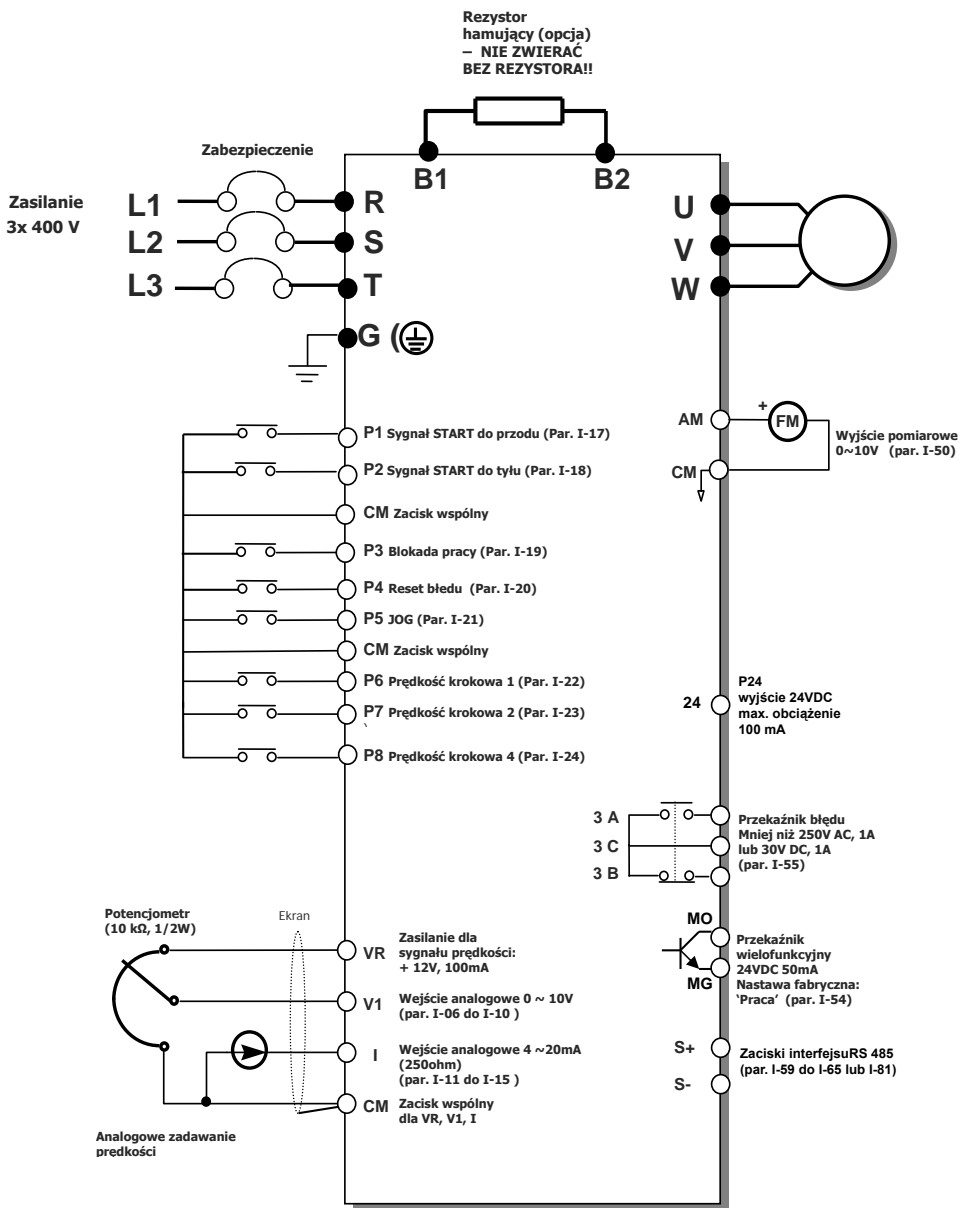 Rezystor
hamujący (opcja)
– NIE ZWIERAĆ
BEZ REZYSTORA!!
Zabezpieczenie
B1
B2
Zasilanie
3x 400 V
L1
R
U
L2
S
V
L3
T
W
G (
AM
+
FM
CM
Wyjście pomiarowe
0~10V (par. I-50)
P1 Sygnał START do przodu (Par. I-17)
P2 Sygnał START do tyłu (Par. I-18)
CM Zacisk wspólny
P3 Blokada pracy (Par. I-19)
P4 Reset błedu (Par. I-20)
P5 JOG (Par. I-21)
CM Zacisk wspólny
P6 Prędkość krokowa 1 (Par. I-22)
P7 Prędkość krokowa 2 (Par. I-23)
`
P8 Prędkość krokowa 4 (Par. I-24)
24
P24
wyjście 24VDC
max. obciążenie
100 mA
3 A
3 C
3 B
Przekaźnik błędu
Mniej niż 250V AC, 1A
lub 30V DC, 1A
(par. I-55)
MO
MG
Przekaźnik
wielofunkcyjny
24VDC 50mA
Nastawa fabryczna:
‘Praca’ (par. I-54)
S+
S-
Zaciski interfejsuRS 485
(par. I-59 do I-65 lub I-81)
Potencjometr
(10 kΩ, 1/2W)
Ekran
VR
Zasilanie dla
sygnału prędkości:
+ 12V, 100mA
V1
Wejście analogowe 0 ~ 10V
(par. I-06 do I-10 )
I
Wejście analogowe 4 ~20mA
(250ohm)
(par. I-11 do I-15 )
CM
Zacisk wspólny
dla VR, V1, I
Analogowe zadawanie
prędkości